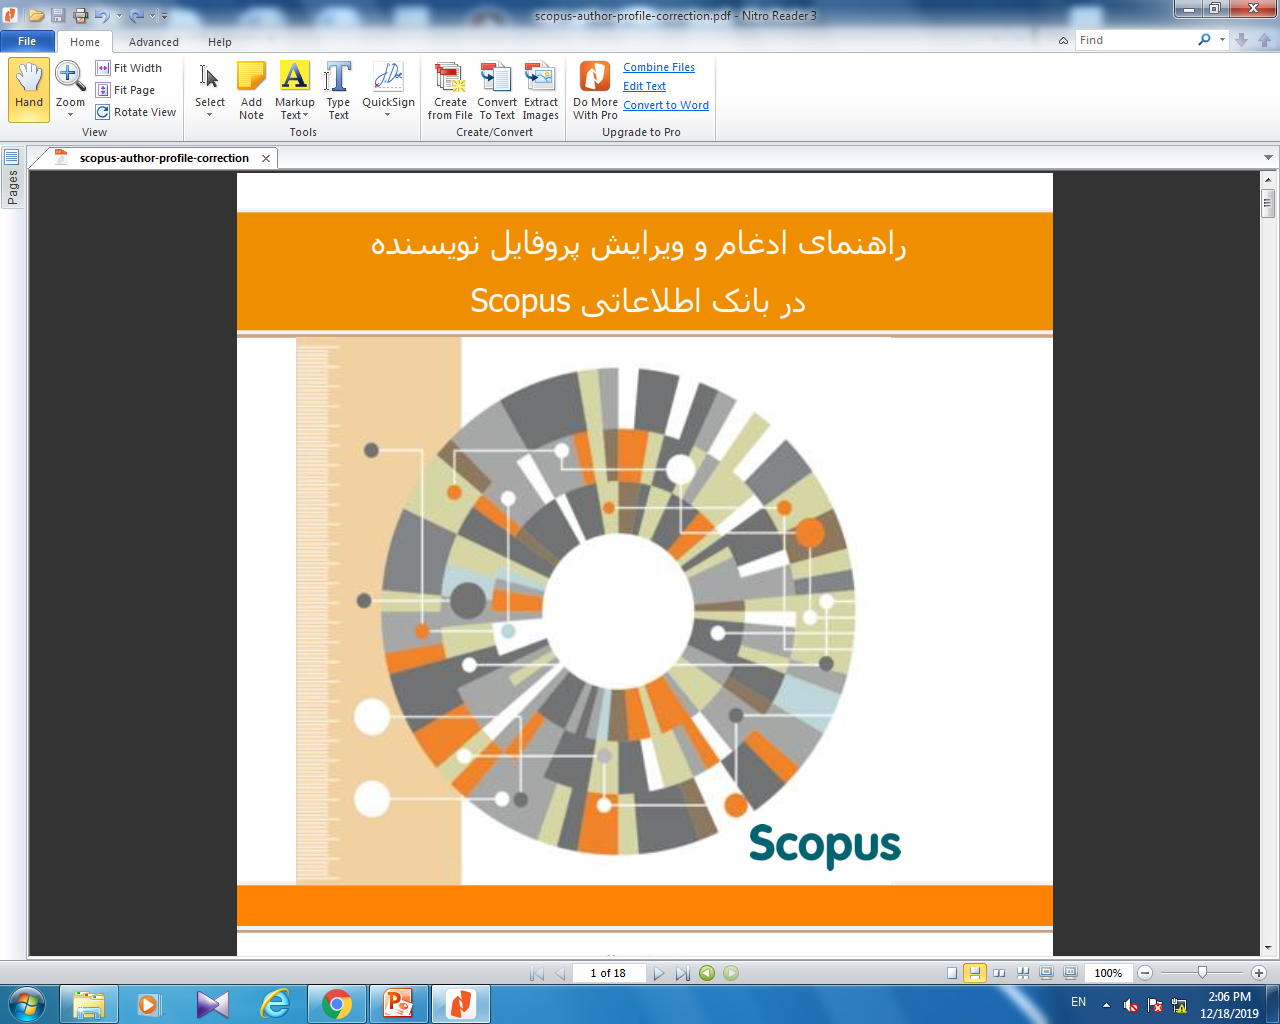 scopus-author-profile-correction.pdf - Nitro Reader 3
File Home Advanced Help
Find
Hand
Zoom
Fit Width
Fit Page
Rotate View
View
Select
Add Note
Markup Text
Type Text
QuickSign
Tools
Create from File
Convert To Text
Extract Images
Create/Convert
Do More With Pro
Combine Files
Edit Text
Convert to Word
Upgrade to Pro
scopus-author-profile-correction
Pages
راهنمای ادغام و ویرایش پروفایل نویسنده
در بانک اطلاعاتی Scopus
Scopus
1 of 18
100%
EN
2:06 PM
12/18/2019